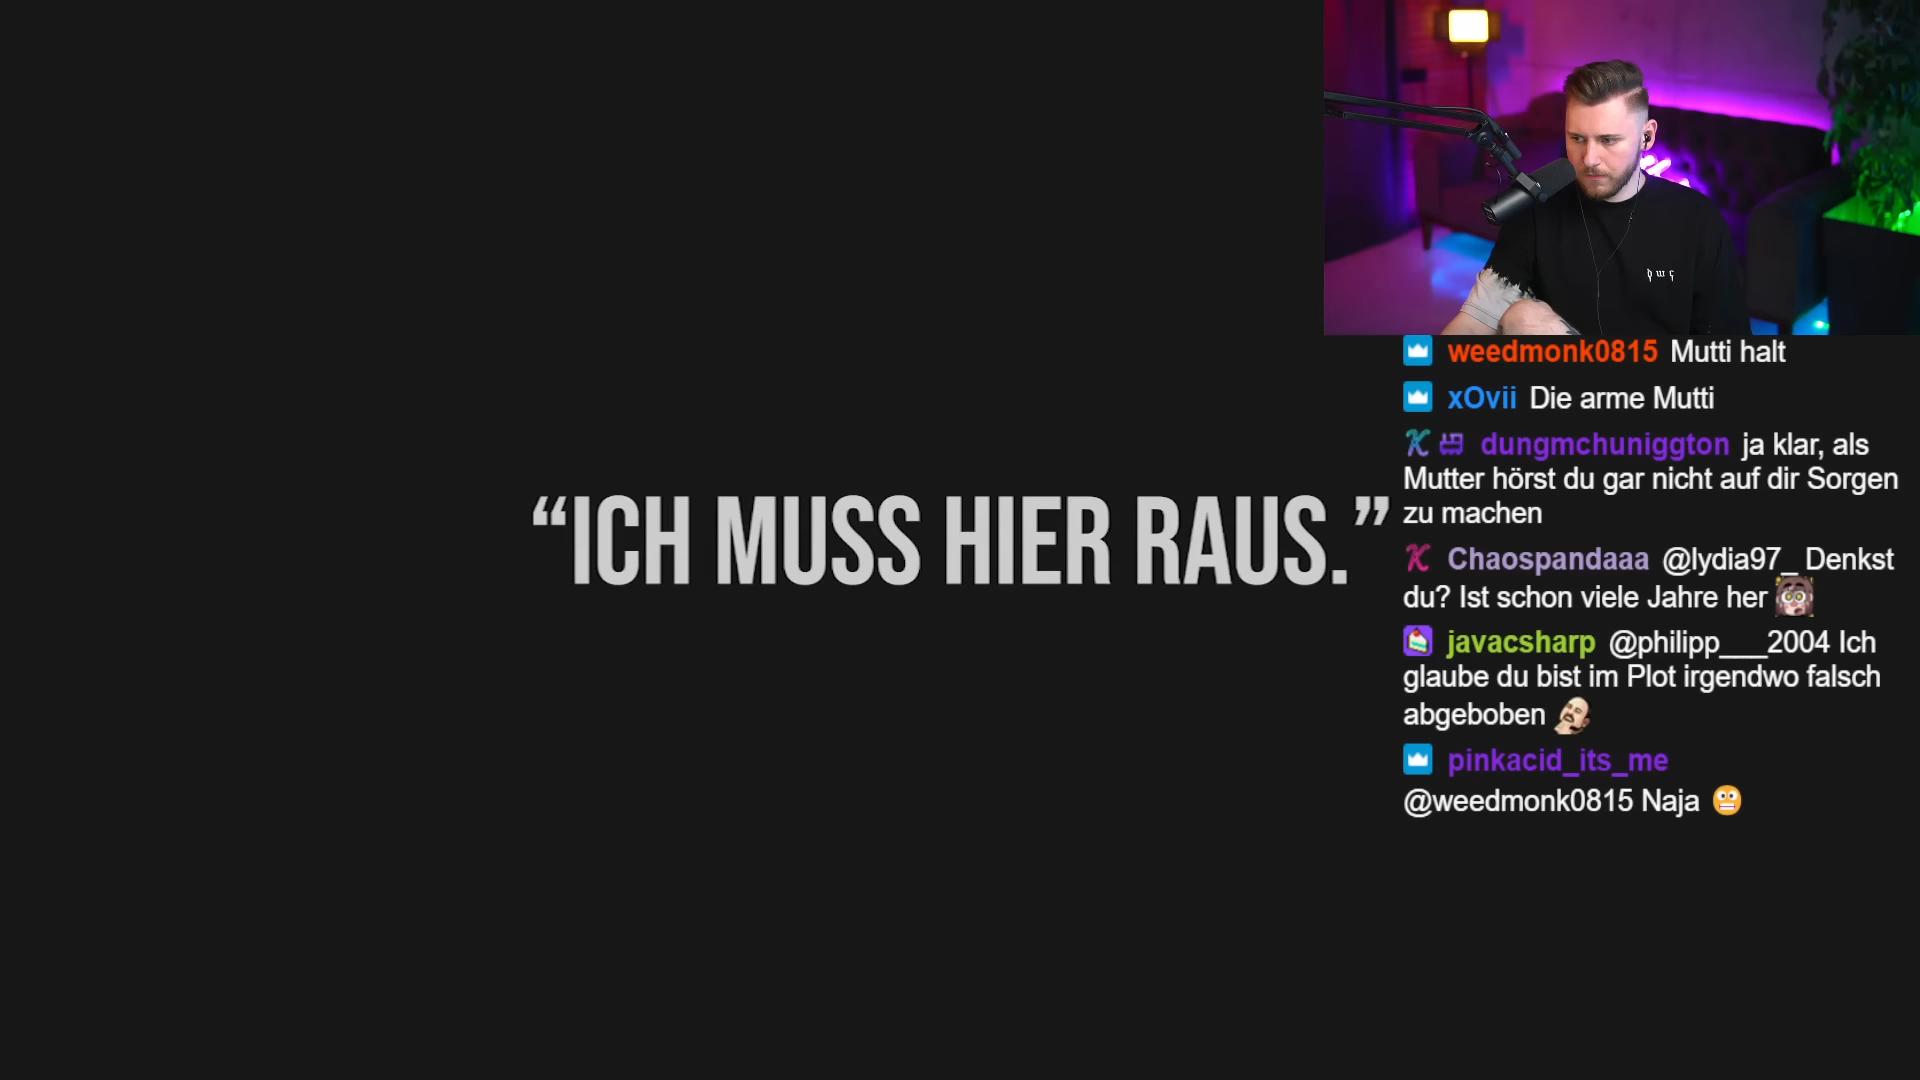 “ICH MUSS HIER RAUS.”
weedmonk0815 Mutti halt
xOvii Die arme Mutti
dungmchuniggton ja klar, als
Mutter hörst du gar nicht auf dir Sorgen
zu machen
Chaospandaaa @lydia97_ Denkst
du? Ist schon viele Jahre her
javacsharp @philipp___2004 Ich
glaube du bist im Plot irgendwo falsch
abgeboben
pinkacid_its_me
@weedmonk0815 Naja